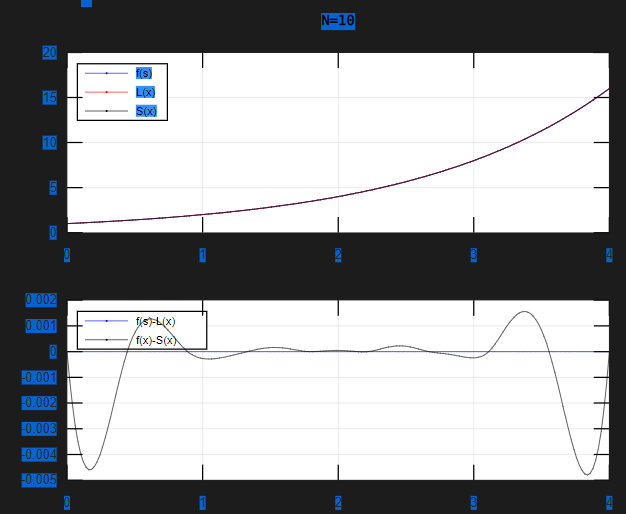 N=10
20
15
10
5
0
f(s)
L(x)
S(x)
0 1 2 3 4
0.002
0.001
0
-0.001
-0.002
-0.003
-0.004
-0.005
f(s)-L(x)
f(x)-S(x)
0 1 2 3 4